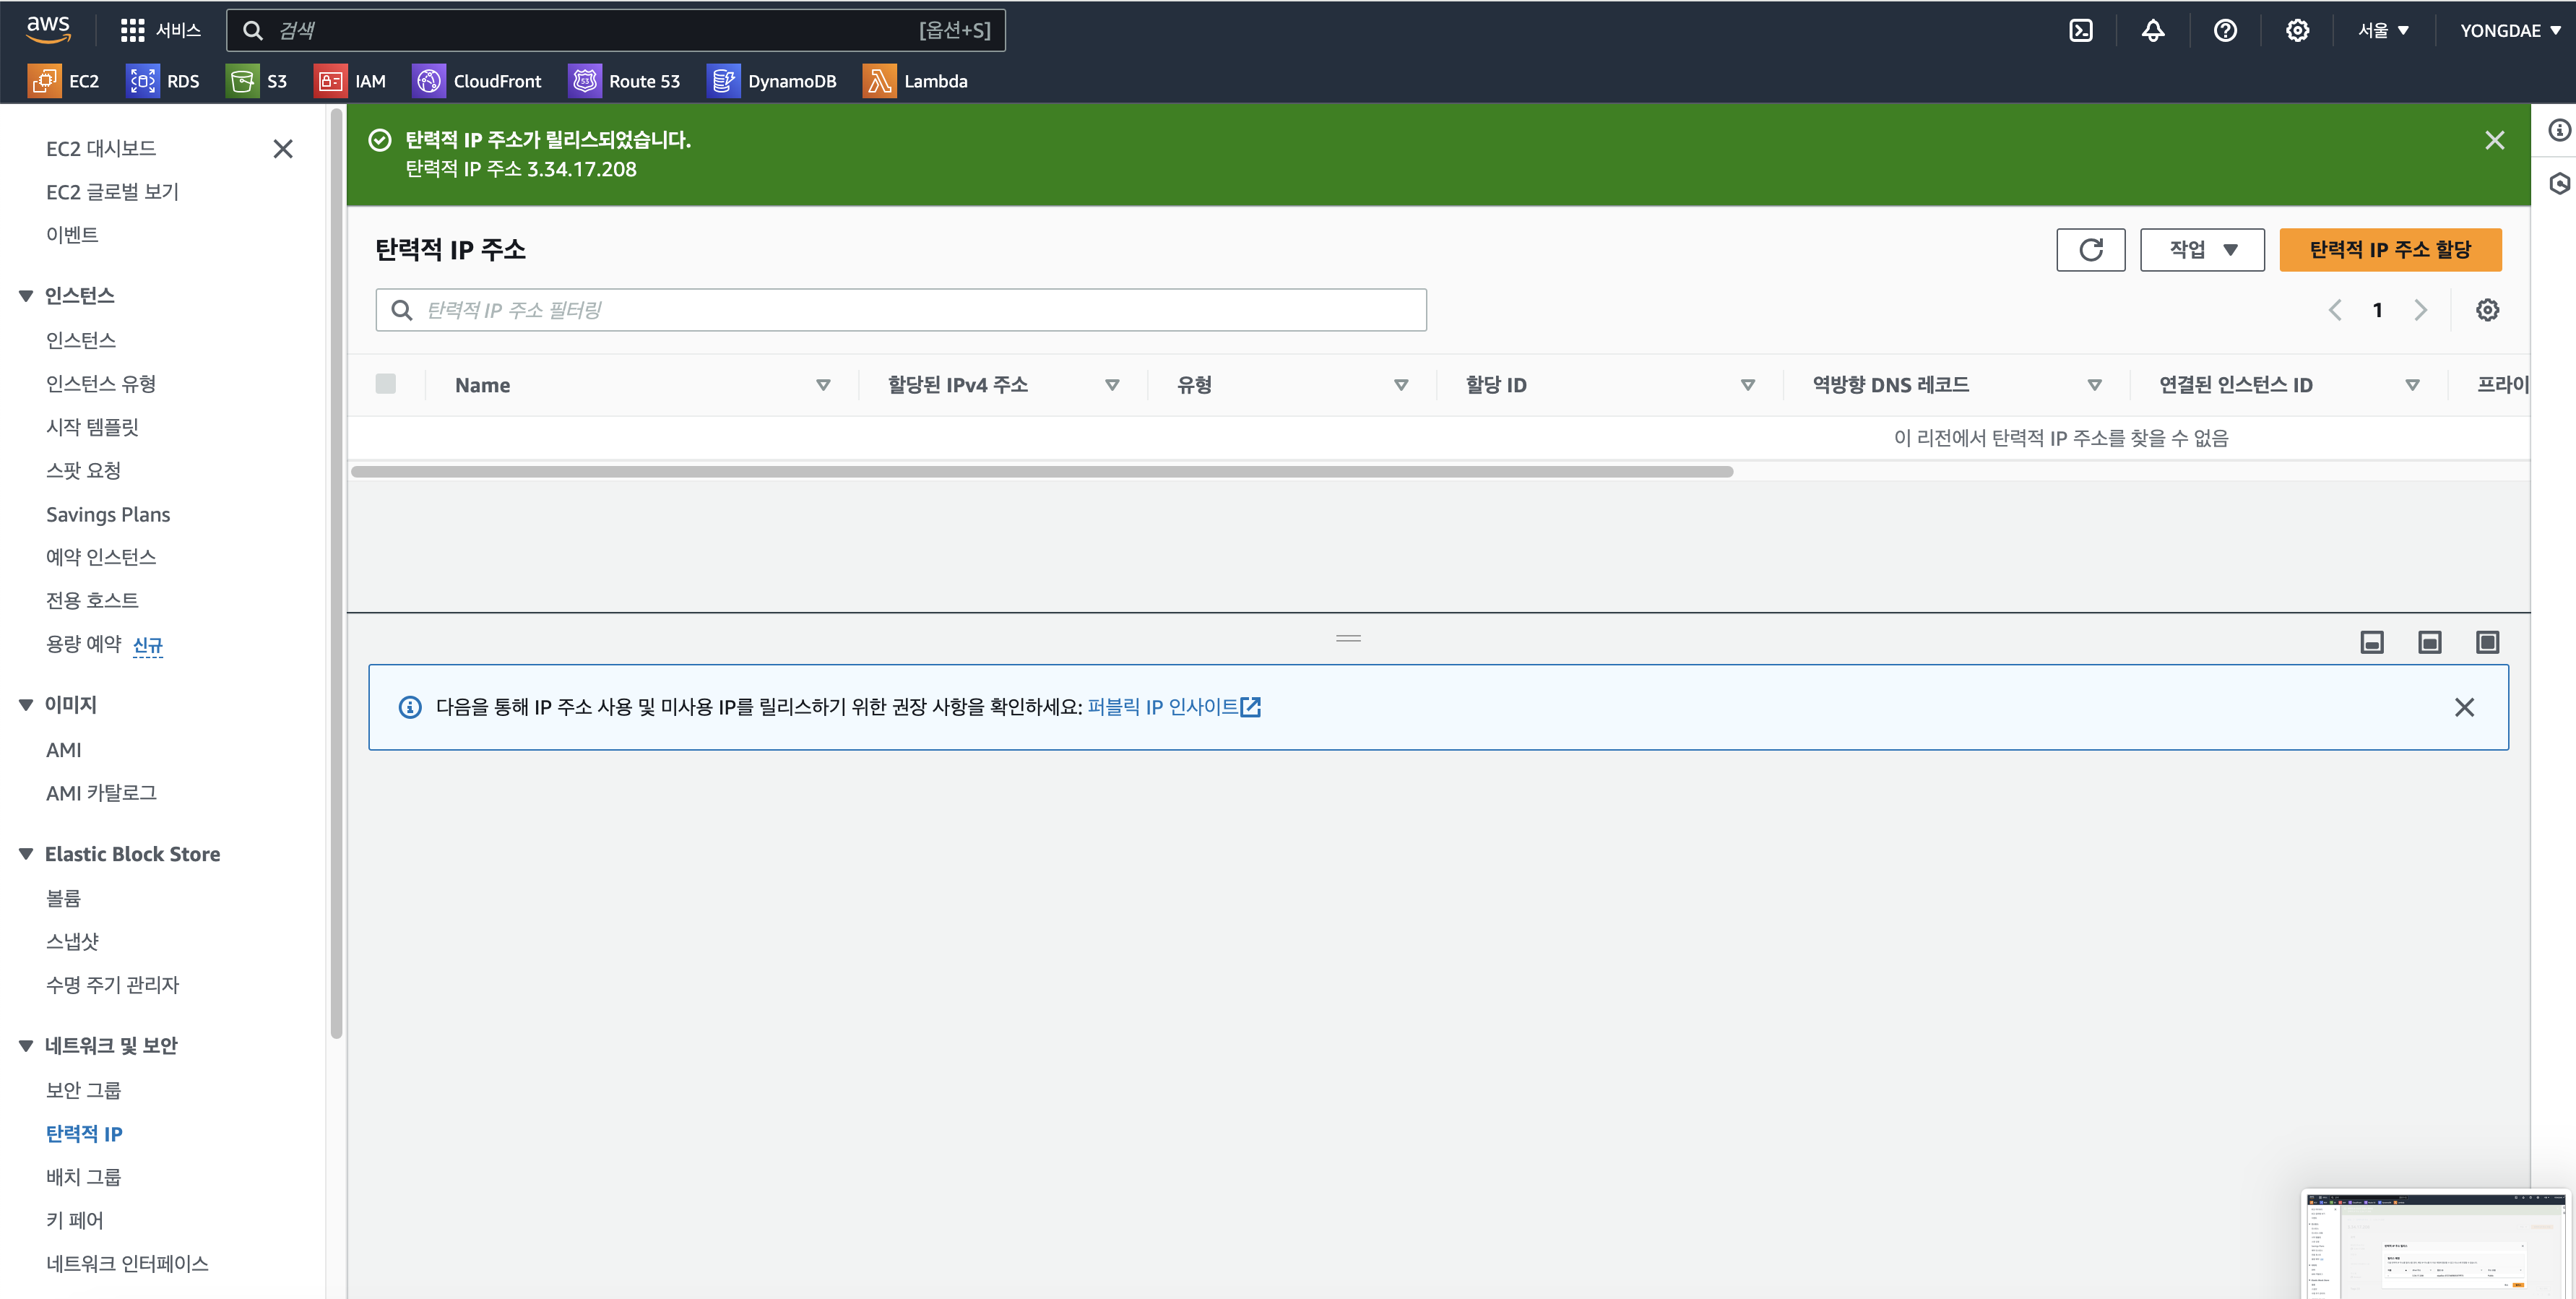 aws
서비스
검색
[옵션+S]
서울
YONGDAE
EC2
RDS
S3
IAM
CloudFront
Route 53
DynamoDB
Lambda
EC2 대시보드
EC2 글로벌 보기
이벤트
인스턴스
인스턴스
인스턴스 유형
시작 템플릿
스팟 요청
Savings Plans
예약 인스턴스
전용 호스트
용량 예약 신규
이미지
AMI
AMI 카탈로그
Elastic Block Store
볼륨
스냅샷
수명 주기 관리자
네트워크 및 보안
보안 그룹
탄력적 IP
배치 그룹
키 페어
네트워크 인터페이스
탄력적 IP 주소가 릴리스되었습니다.
탄력적 IP 주소 3.34.17.208
탄력적 IP 주소
작업
탄력적 IP 주소 할당
탄력적 IP 주소 필터링
1
Name
할당된 IPv4 주소
유형
할당 ID
역방향 DNS 레코드
연결된 인스턴스 ID
프라이
이 리전에서 탄력적 IP 주소를 찾을 수 없음
다음을 통해 IP 주소 사용 및 미사용 IP를 릴리스하기 위한 권장 사항을 확인하세요: 퍼블릭 IP 인사이트